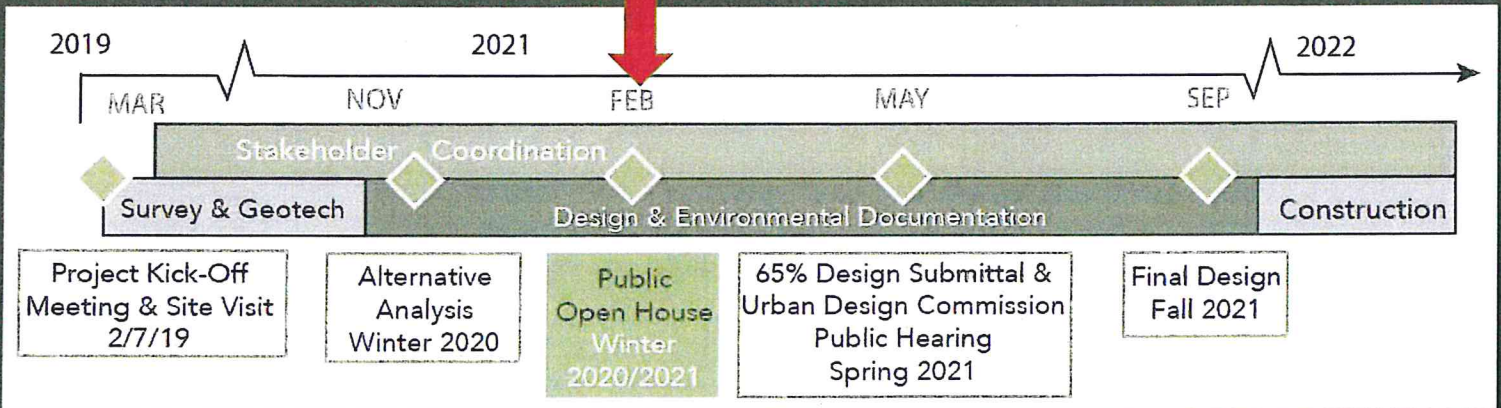 2019
2021
2022
MAR
NOV
FEB
MAY
SEP
Stakeholder Coordination
Survey & Geotech
Design & Environmental Documentation
Construction
Project Kick-Off
Meeting & Site Visit
2/7/19
Alternative
Analysis
Winter 2020
Public
Open House
Winter
2020/2021
65% Design Submittal &
Urban Design Commission
Public Hearing
Spring 2021
Final Design
Fall 2021